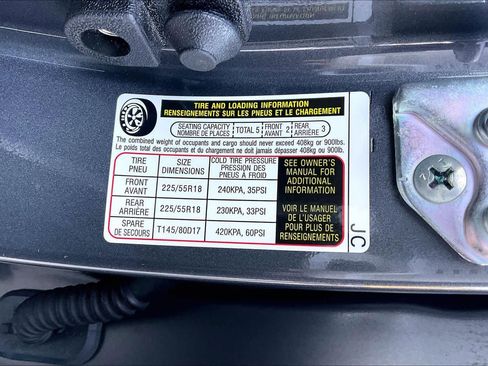 TIRE AND LOADING INFORMATION
RENSEIGNEMENTS SUR LES PNEUS ET LE CHARGEMENT
SEATING CAPACITY TOTAL 5 FRONT 2 REAR 3
NOMBRE DE PLACES AVANT ARRIÈRE
The combined weight of occupants and cargo should never exceed 408kg or 900lbs.
Le poids total des occupants et du chargement ne doit jamais dépasser 408kg ou 900lb.
TIRE SIZE COLD TIRE PRESSURE
PNEU DIMENSIONS PRESSION DES PNEUS À FROID
FRONT AVANT 225/55R18 240KPA, 35PSI
REAR ARRIÈRE 225/55R18 230KPA, 33PSI
SPARE DE SECOURS T145/80D17 420KPA, 60PSI
SEE OWNER'S
MANUAL FOR
ADDITIONAL
INFORMATION
VOIR LE MANUEL
DE L'USAGER
POUR PLUS DE
RENSEIGNEMENTS
JC